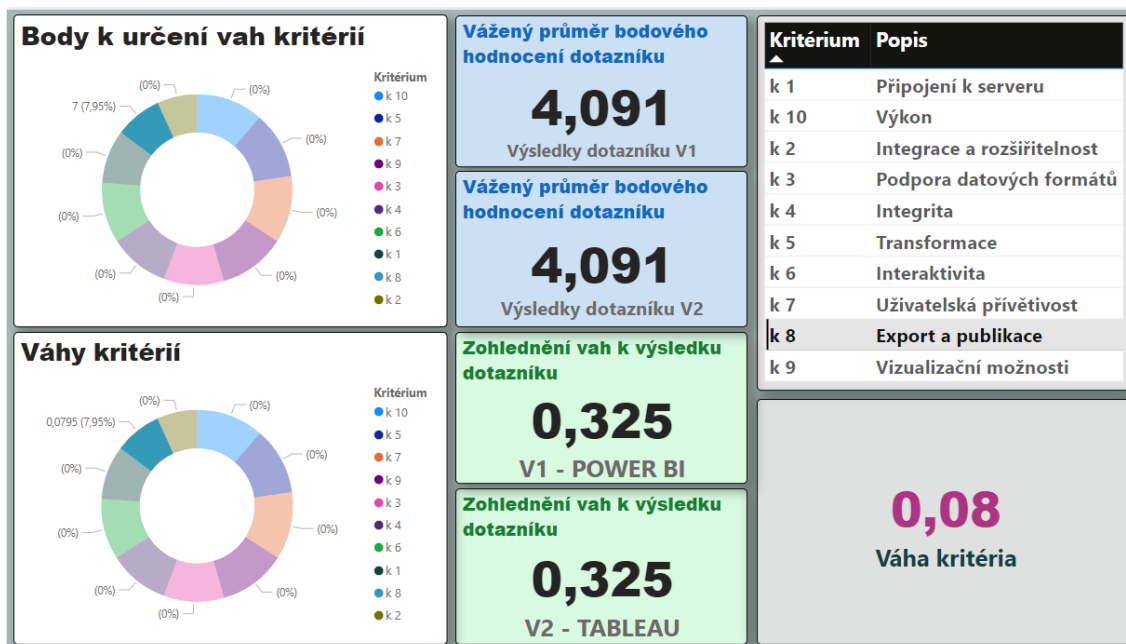 Body k určení vah kritérií
(0%)
(0%)
7 (7,95%)
(0%)
(0%)
(0%)
(0%)
(0%)
(0%)
(0%)
Kritérium
k 10
k 5
k 7
k 9
k 3
k 4
k 6
k 1
k 8
k 2
Váhy kritérií
(0%)
(0%)
0,0795 (7,95%)
(0%)
(0%)
(0%)
(0%)
(0%)
(0%)
(0%)
Kritérium
k 10
k 5
k 7
k 9
k 3
k 4
k 6
k 1
k 8
k 2
Vážený průměr bodového
hodnocení dotazníku
4,091
Výsledky dotazníku V1
Vážený průměr bodového
hodnocení dotazníku
4,091
Výsledky dotazníku V2
Zohlednění vah k výsledku
dotazníku
0,325
V1 - POWER BI
Zohlednění vah k výsledku
dotazníku
0,325
V2 - TABLEAU
Kritérium Popis
k 1 Připojení k serveru
k 10 Výkon
k 2 Integrace a rozšiřitelnost
k 3 Podpora datových formátů
k 4 Integrita
k 5 Transformace
k 6 Interaktivita
k 7 Uživatelská přívětivost
k 8 Export a publikace
k 9 Vizualizační možnosti
0,08
Váha kritéria